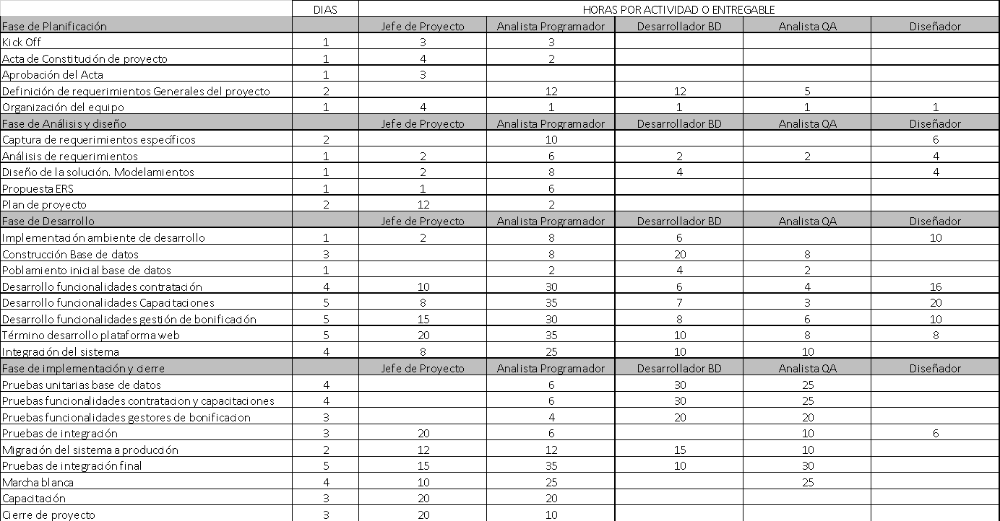 DIAS HORAS POR ACTIVIDAD O ENTREGABLE
Fase de Planificación Jefe de Proyecto Analista Programador Desarrollador BD Analista QA Diseñador
Kick Off 1 3 3
Acta de Constitución de proyecto 1 4 2
Aprobación del Acta 1 3
Definición de requerimientos Generales del proyecto 2 12 12 5
Organización del equipo 1 4 1 1 1 1
Fase de Análisis y diseño Jefe de Proyecto Analista Programador Desarrollador BD Analista QA Diseñador
Captura de requerimientos específicos 2 10 6
Análisis de requerimientos 1 2 6 2 2 4
Diseño de la solución. Modelamientos 1 2 8 4 4
Propuesta ERS 1 1 6
Plan de proyecto 2 12 2
Fase de Desarrollo Jefe de Proyecto Analista Programador Desarrollador BD Analista QA Diseñador
Implementación ambiente de desarrollo 1 2 8 6 10
Construcción Base de datos 3 8 20 8
Poblamiento inicial base de datos 1 2 4 2
Desarrollo funcionalidades contratación 4 10 30 6 4 16
Desarrollo funcionalidades Capacitaciones 5 8 35 7 3 20
Desarrollo funcionalidades gestión de bonificación 5 15 30 8 6 10
Término desarrollo plataforma web 5 20 35 10 8 8
Integración del sistema 4 8 25 10 10
Fase de implementación y cierre Jefe de Proyecto Analista Programador Desarrollador BD Analista QA Diseñador
Pruebas unitarias base de datos 4 6 30 25
Pruebas funcionalidades contratacion y capacitaciones 4 6 30 25
Pruebas funcionalidades gestores de bonificacion 3 4 20 20
Pruebas de integración 3 20 6 10 6
Migración del sistema a producción 2 12 12 15 10
Pruebas de integración final 5 15 35 10 30
Marcha blanca 4 10 25 25
Capacitación 3 20 20
Cierre de proyecto 3 20 10